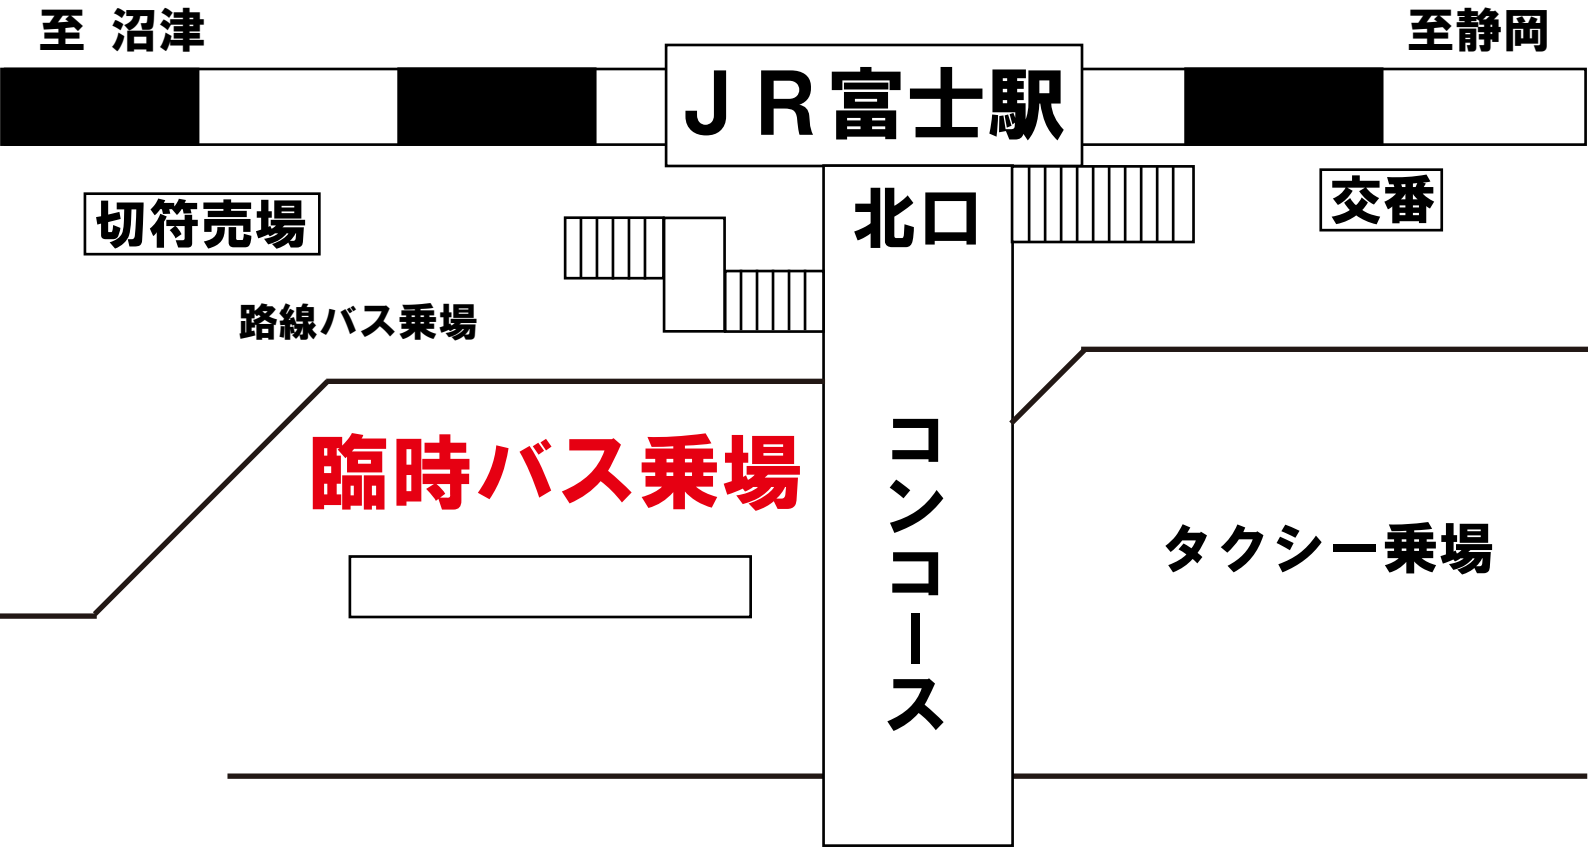 至 沼津
至静岡
JR富士駅
切符売場
北口
交番
路線バス乗場
コンコース
臨時バス乗場
タクシー乗場